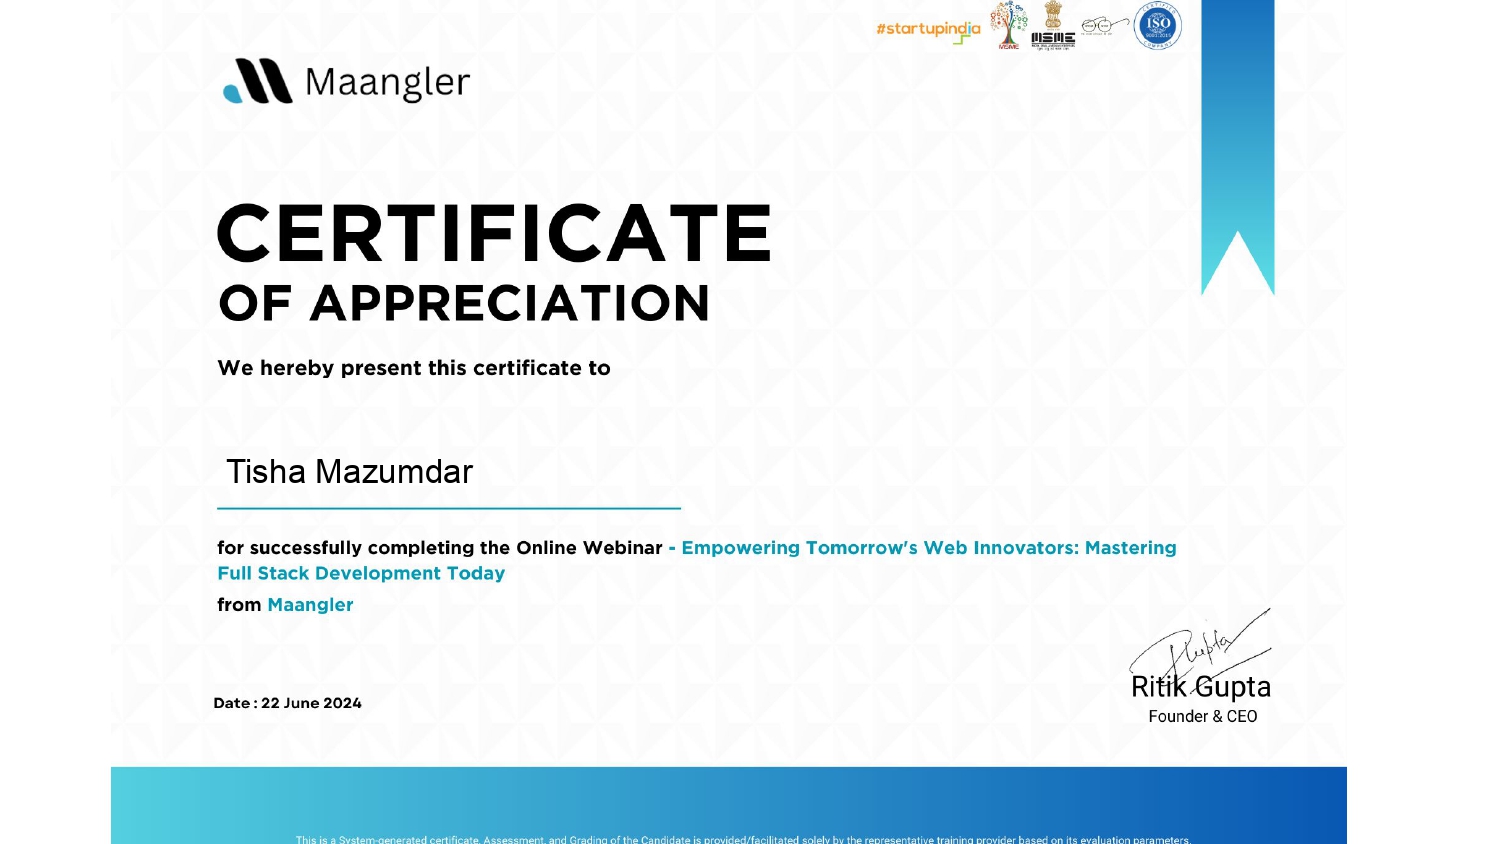 #startupindia
MSME
MSME
ISO
9001:2015
Maangler
CERTIFICATE
OF APPRECIATION
We hereby present this certificate to
Tisha Mazumdar
for successfully completing the Online Webinar - Empowering Tomorrow's Web Innovators: Mastering
Full Stack Development Today
from Maangler
Date : 22 June 2024
Ritik Gupta
Founder & CEO
This is a System-generated certificate. Assessment, and Grading of the Candidate is provided/facilitated solely by the representative training provider based on its evaluation parameters.